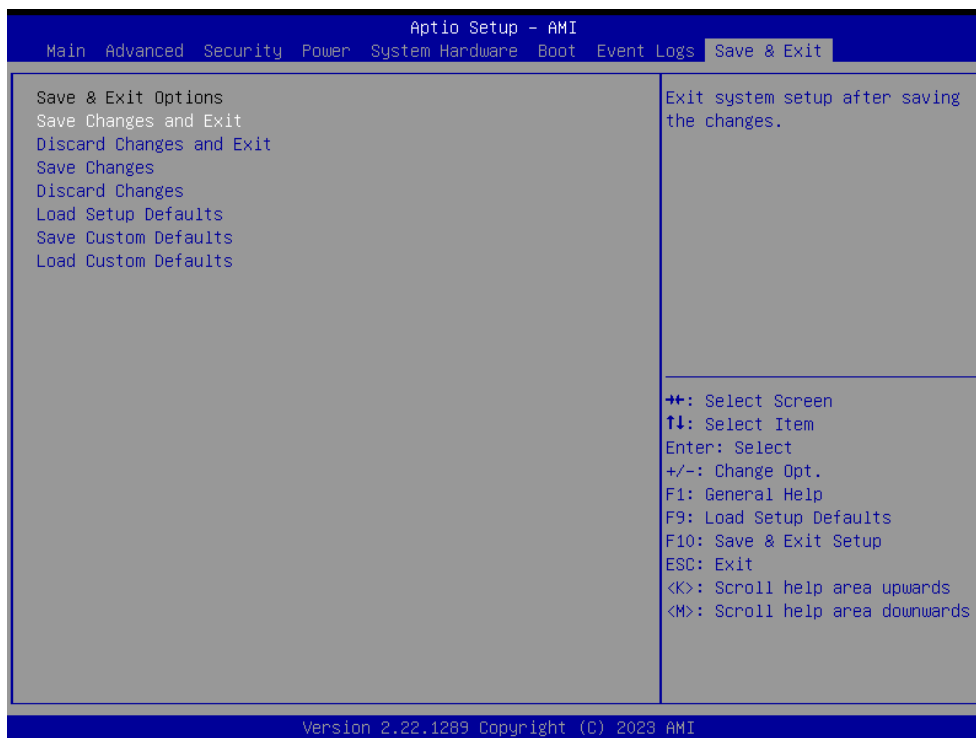 Aptio Setup – AMI
Main Advanced Security Power System Hardware Boot Event Logs Save & Exit
Save & Exit Options
Save Changes and Exit
Discard Changes and Exit
Save Changes
Discard Changes
Load Setup Defaults
Save Custom Defaults
Load Custom Defaults
Exit system setup after saving
the changes.
→←: Select Screen
↑↓: Select Item
Enter: Select
+/-: Change Opt.
F1: General Help
F9: Load Setup Defaults
F10: Save & Exit Setup
ESC: Exit
<K>: Scroll help area upwards
<M>: Scroll help area downwards
Version 2.22.1289 Copyright (C) 2023 AMI